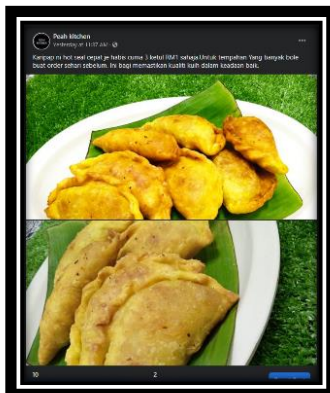 Peah kitchen
Yesterday at 11:07 AM
Karipap ni hot seal cepat je habis cuma 3 ketul RM1 sahaja.Untuk tempahan Yang banyak bole
buat order sehari sebelum. Ini bagi memastikan kualiti kuih dalam keadaan baik.
10 2